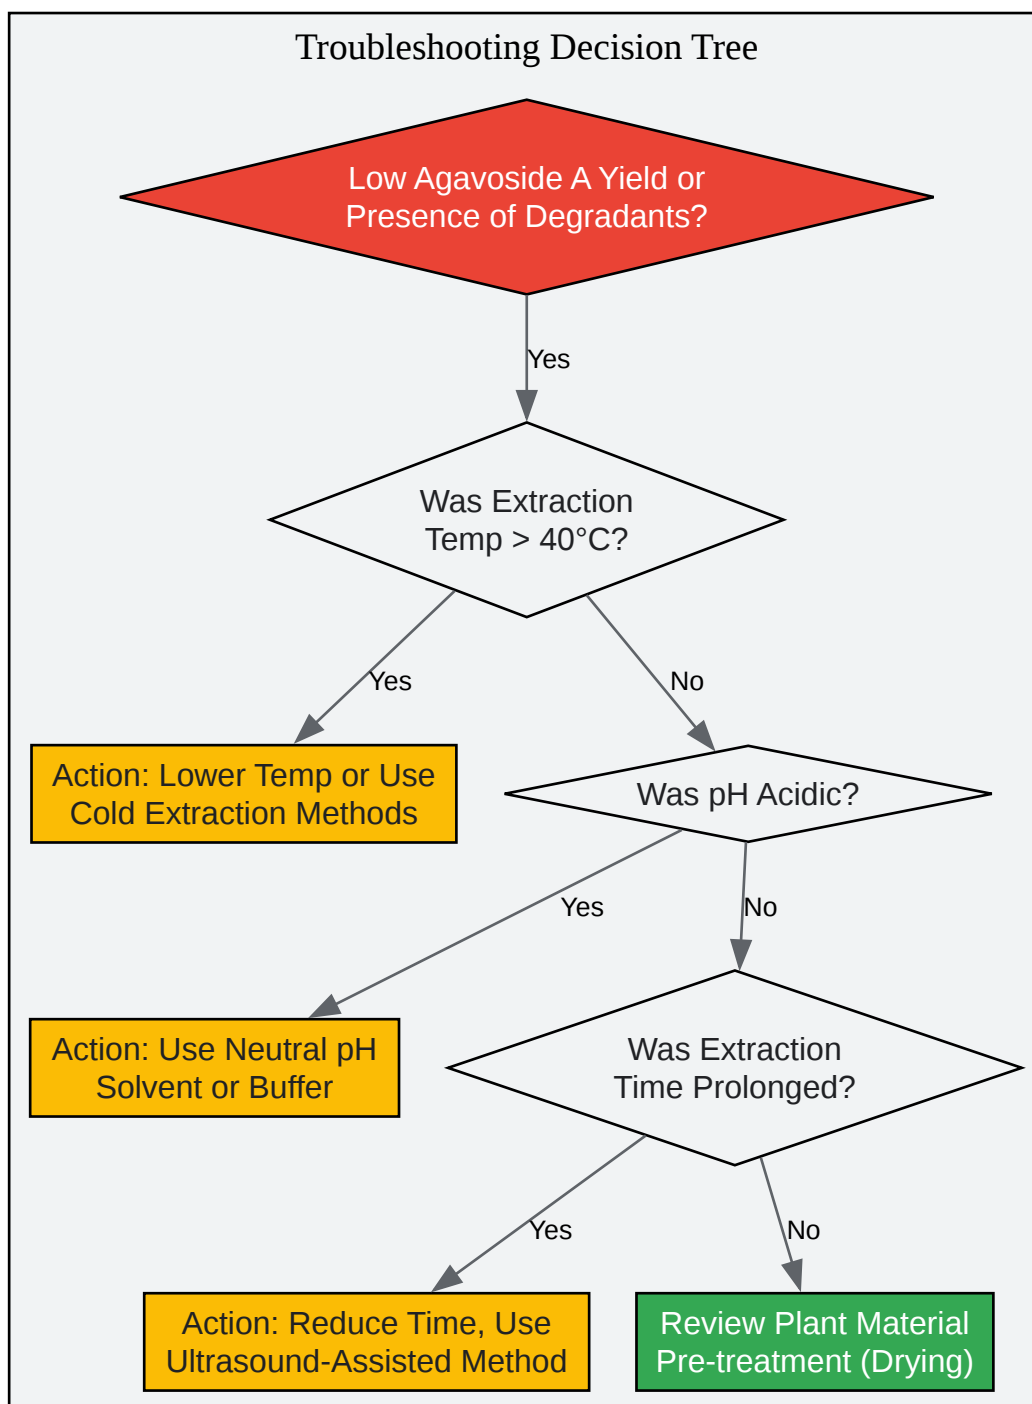 Troubleshooting Decision Tree
Low Agavoside A Yield or
Presence of Degradants?
Yes
Was Extraction
Temp > 40°C?
Yes
No
Action: Lower Temp or Use
Cold Extraction Methods
Was pH Acidic?
Yes
No
Action: Use Neutral pH
Solvent or Buffer
Was Extraction
Time Prolonged?
Yes
No
Action: Reduce Time, Use
Ultrasound-Assisted Method
Review Plant Material
Pre-treatment (Drying)